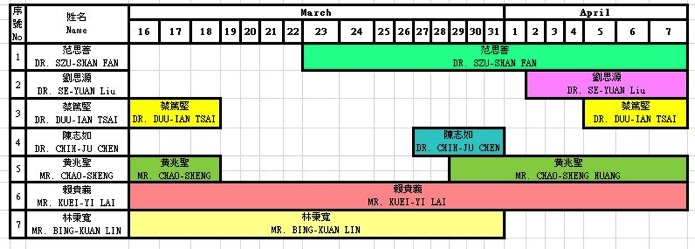 序號No 姓名 Name March April
16 17 18 19 20 21 22 23 24 25 26 27 28 29 30 31 1 2 3 4 5 6 7
1 范思善 范思善
DR. SZU-SHAN FAN DR. SZU-SHAN FAN
2 劉思源 劉思源
DR. SE-YUAN Liu DR. SE-YUAN Liu
3 蔡篤堅 蔡篤堅 蔡篤堅
DR. DUU-IAN TSAI DR. DUU-IAN TSAI DR. DUU-IAN TSAI
4 陳志如 陳志如
DR. CHIH-JU CHEN DR. CHIH-JU CHEN
5 黃兆聖 黃兆聖 黃兆聖
MR. CHAO-SHENG MR. CHAO-SHENG MR. CHAO-SHENG HUANG
6 賴貴義 賴貴義
MR. KUEI-YI LAI MR. KUEI-YI LAI
7 林秉寬 林秉寬
MR. BING-KUAN LIN MR. BING-KUAN LIN